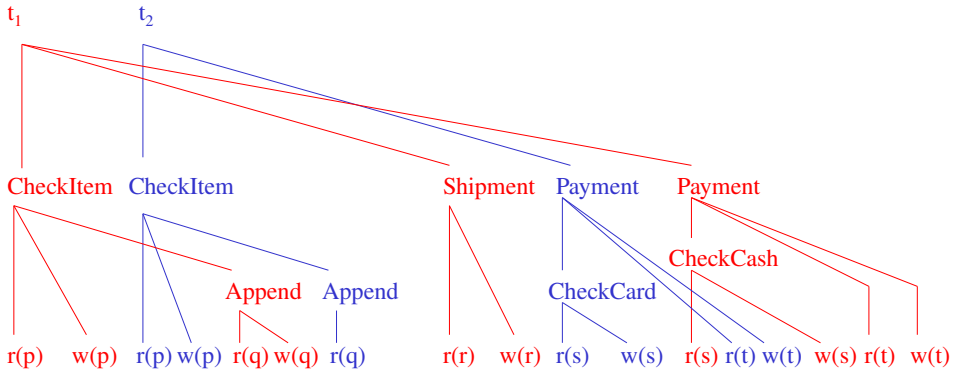 t1 t2
CheckItem CheckItem Shipment Payment Payment
CheckCash
Append Append CheckCard
r(p) w(p) r(p) w(p) r(q) w(q) r(q) r(r) w(r) r(s) w(s) r(s) r(t) w(t) w(s) r(t) w(t)